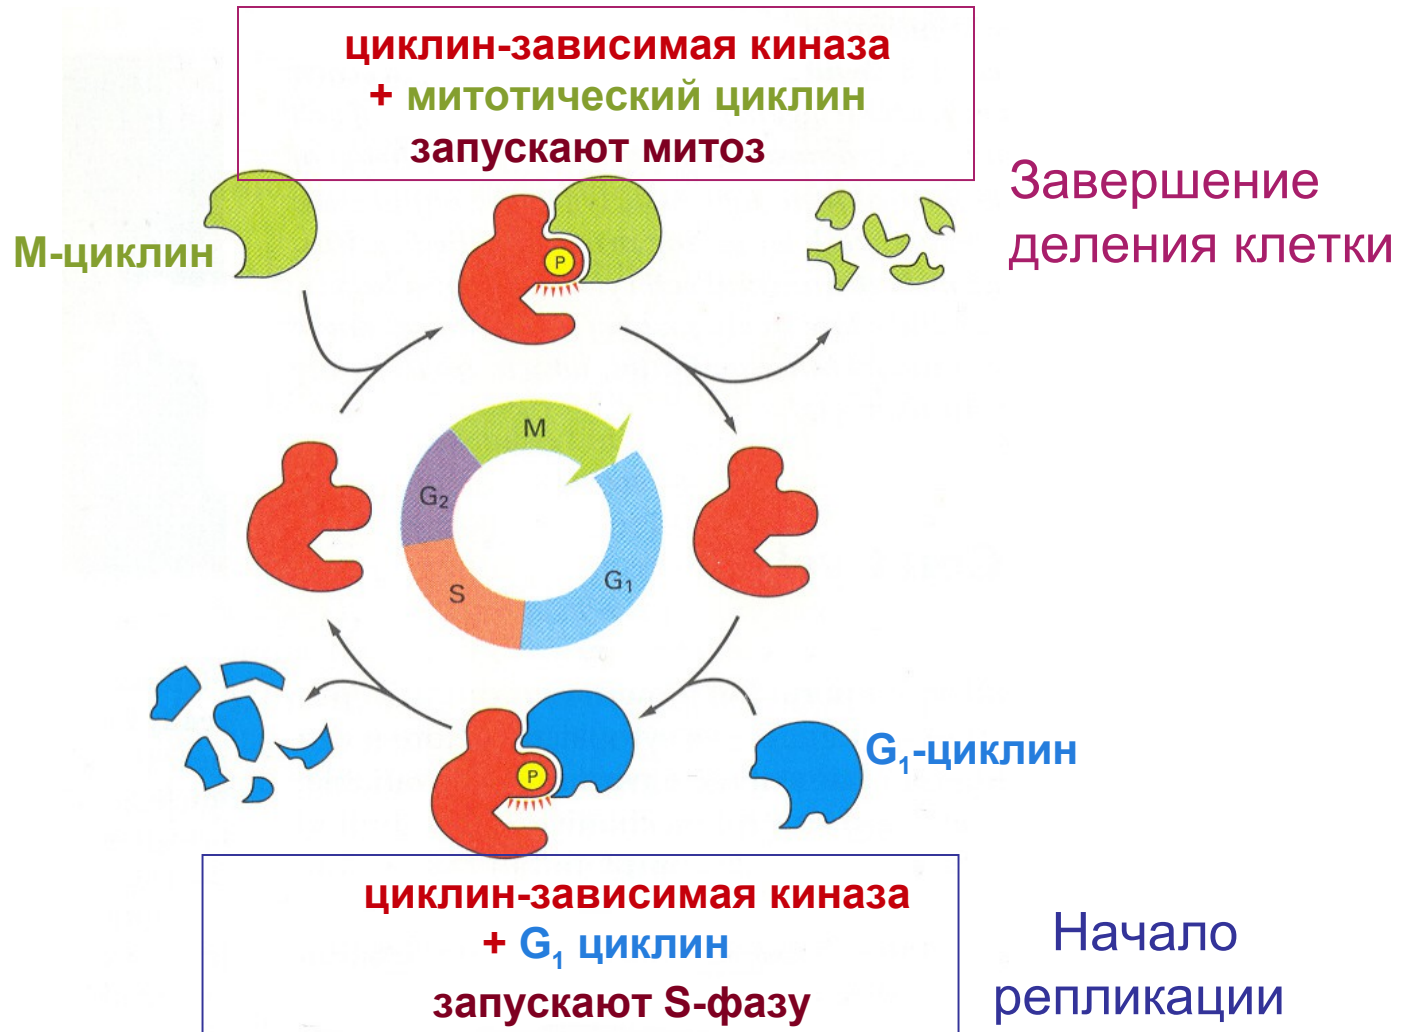 циклин-зависимая киназа
+ митотический циклин
запускают митоз
Завершение
деления клетки
М-циклин
P
M
G₂
G₁
S
P
G₁-циклин
циклин-зависимая киназа
+ G₁ циклин
запускают S-фазу
Начало
репликации